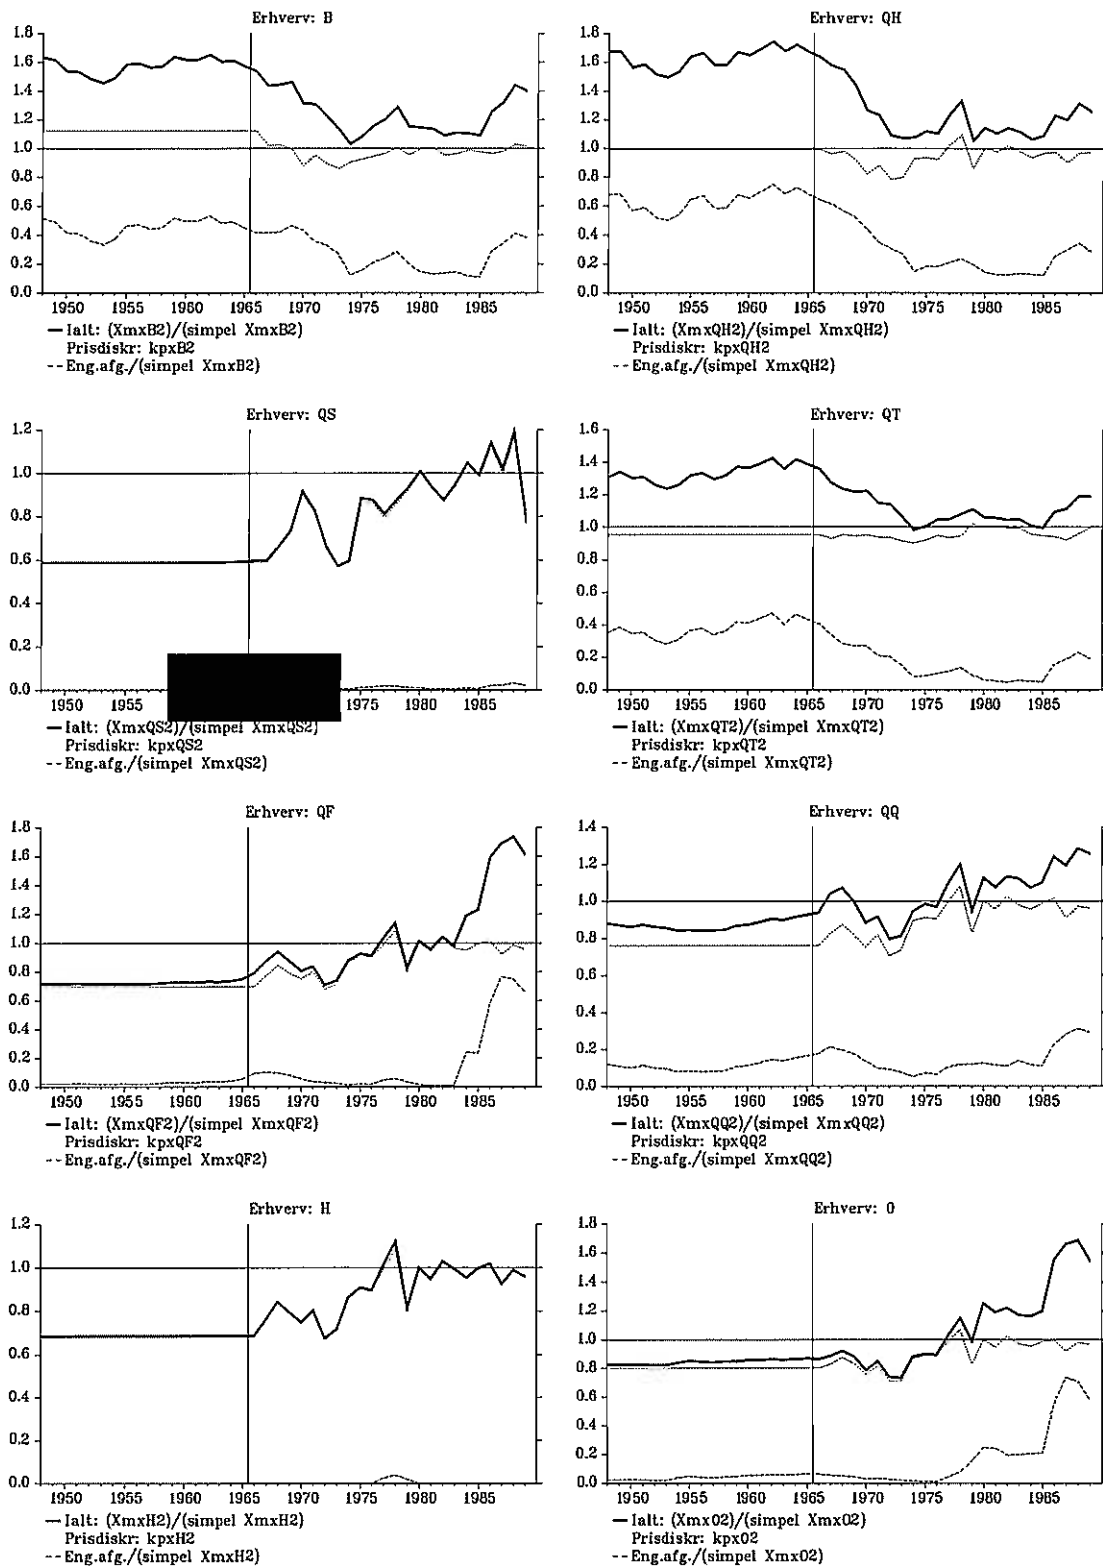 Erhverv: B
1.8
1.6
1.4
1.2
1.0
0.8
0.6
0.4
0.2
0.0
1950 1955 1960 1965 1970 1975 1980 1985
Ialt: (XmxB2)/(simpel XmxB2)
Prisdiskr: kpxB2
Eng.afg./(simpel XmxB2)
Erhverv: QH
1.8
1.6
1.4
1.2
1.0
0.8
0.6
0.4
0.2
0.0
1950 1955 1960 1965 1970 1975 1980 1985
Ialt: (XmxQH2)/(simpel XmxQH2)
Prisdiskr: kpxQH2
Eng.afg./(simpel XmxQH2)
Erhverv: QS
1.2
1.0
0.8
0.6
0.4
0.2
0.0
1950 1955 1975 1980 1985
Ialt: (XmxQS2)/(simpel XmxQS2)
Prisdiskr: kpxQS2
Eng.afg./(simpel XmxQS2)
Erhverv: QT
1.6
1.4
1.2
1.0
0.8
0.6
0.4
0.2
0.0
1950 1955 1960 1965 1970 1975 1980 1985
Ialt: (XmxQT2)/(simpel XmxQT2)
Prisdiskr: kpxQT2
Eng.afg./(simpel XmxQT2)
Erhverv: QF
1.8
1.6
1.4
1.2
1.0
0.8
0.6
0.4
0.2
0.0
1950 1955 1960 1965 1970 1975 1980 1985
Ialt: (XmxQF2)/(simpel XmxQF2)
Prisdiskr: kpxQF2
Eng.afg./(simpel XmxQF2)
Erhverv: QQ
1.4
1.2
1.0
0.8
0.6
0.4
0.2
0.0
1950 1955 1960 1965 1970 1975 1980 1985
Ialt: (XmxQQ2)/(simpel XmxQQ2)
Prisdiskr: kpxQQ2
Eng.afg./(simpel XmxQQ2)
Erhverv: H
1.2
1.0
0.8
0.6
0.4
0.2
0.0
1950 1955 1960 1965 1970 1975 1980 1985
Ialt: (XmxH2)/(simpel XmxH2)
Prisdiskr: kpxH2
Eng.afg./(simpel XmxH2)
Erhverv: O
1.8
1.6
1.4
1.2
1.0
0.8
0.6
0.4
0.2
0.0
1950 1955 1960 1965 1970 1975 1980 1985
Ialt: (XmxO2)/(simpel XmxO2)
Prisdiskr: kpxO2
Eng.afg./(simpel XmxO2)